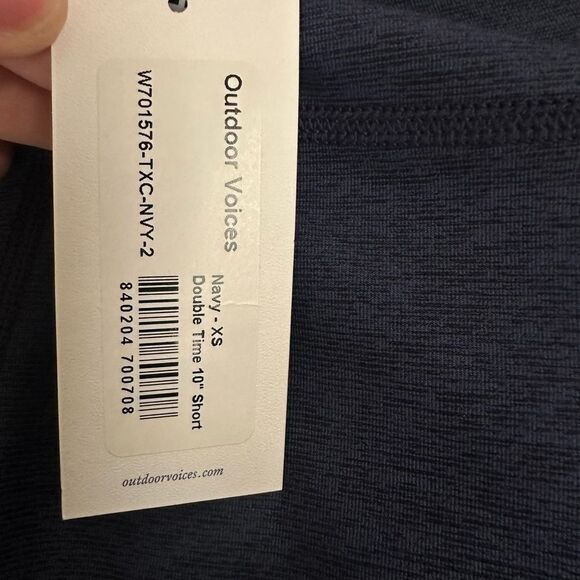 Outdoor Voices
Navy - XS
Double Time 10" Short
W701576-TXC-NVY-2
840204 700708
outdoorvoices.com